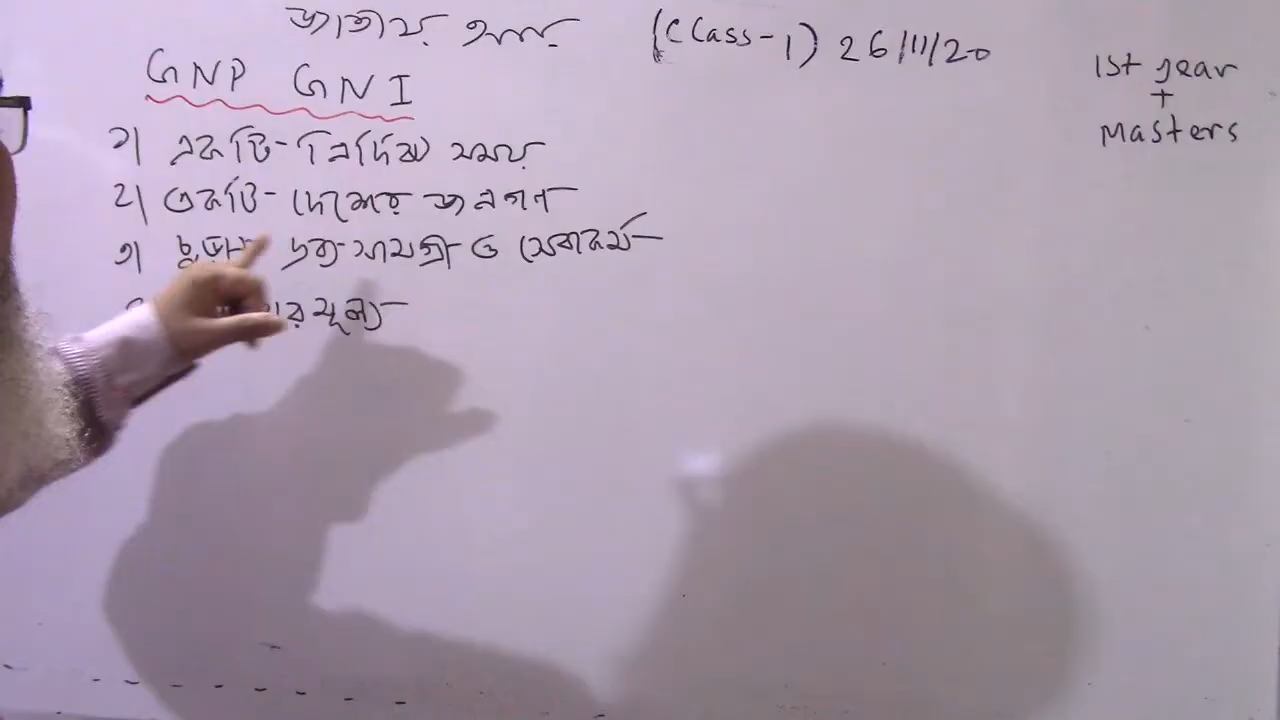 জাতীয় আয় (Class-1) 26/11/20
1st year
+
Masters
GNP GNI
১। একটি নির্দিষ্ট সময়
২। একটি দেশের জনগণ
৩। দ্রব্য সামগ্রী ও সেবাকর্ম
মূল্য